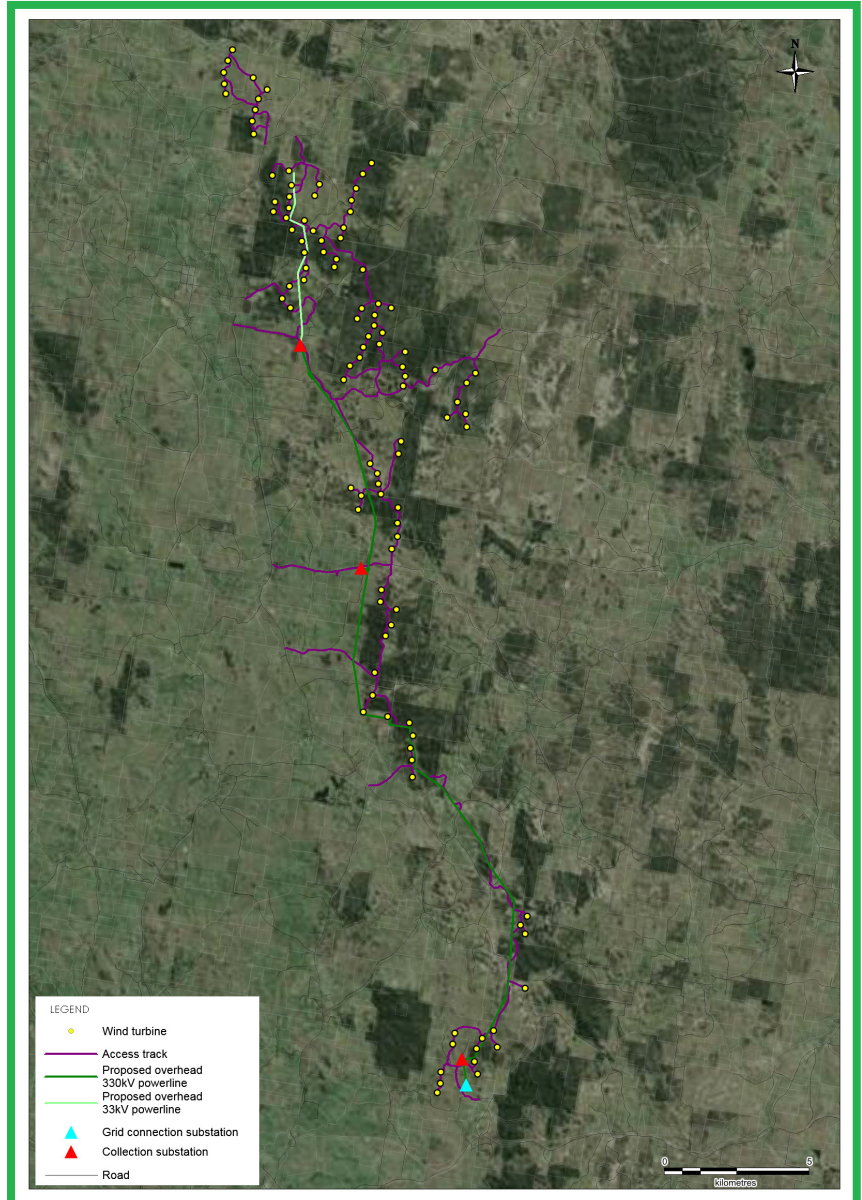 N
LEGEND
Wind turbine
Access track
Proposed overhead
330kV powerline
Proposed overhead
33kV powerline
Grid connection substation
Collection substation
Road
0 5
kilometres